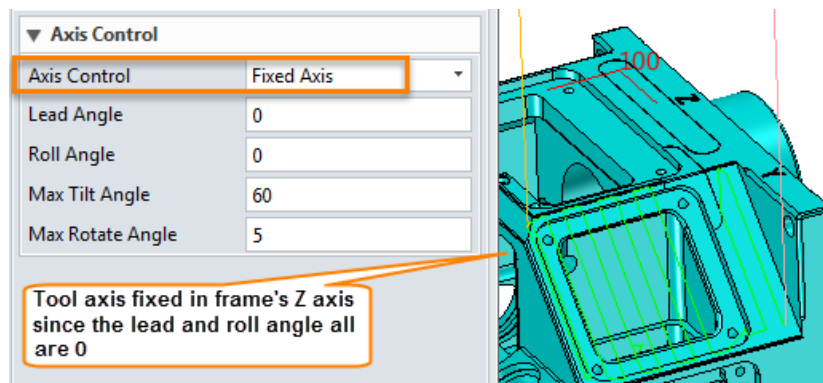 Axis Control
Axis Control Fixed Axis
Lead Angle 0
Roll Angle 0
Max Tilt Angle 60
Max Rotate Angle 5
Tool axis fixed in frame's Z axis
since the lead and roll angle all
are 0
100
Z